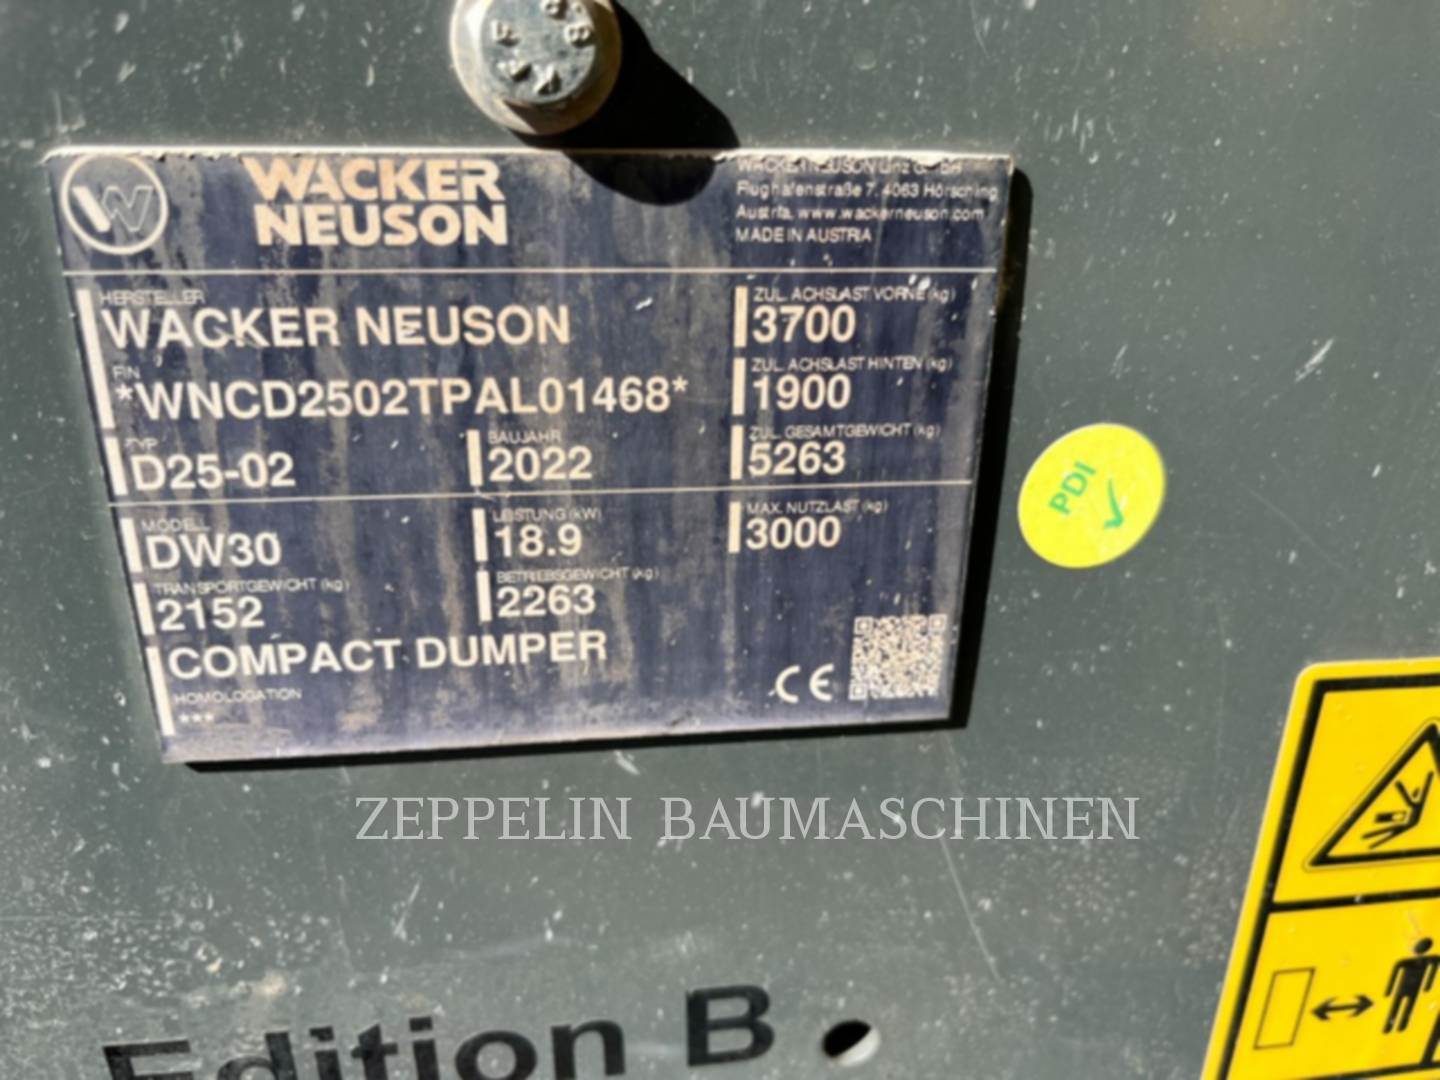 WACKER
NEUSON
WACKER NEUSON Linz GmbH
Flughafenstraße 7, 4063 Hörsching
Austria, www.wackerneuson.com
MADE IN AUSTRIA
HERSTELLER
WACKER NEUSON
FIN
*WNCD2502TPAL01468*
TYP
D25-02
BAUJAHR
2022
ZUL. ACHSLAST VORNE (kg)
3700
ZUL. ACHSLAST HINTEN (kg)
1900
ZUL. GESAMTGEWICHT (kg)
5263
MODELL
DW30
LEISTUNG (kW)
18.9
MAX. NUTZLAST (kg)
3000
TRANSPORTGEWICHT (kg)
2152
BETRIEBSGEWICHT (kg)
2263
COMPACT DUMPER
HOMOLOGATION
***
CE
PDI
ZEPPELIN BAUMASCHINEN
Edition B